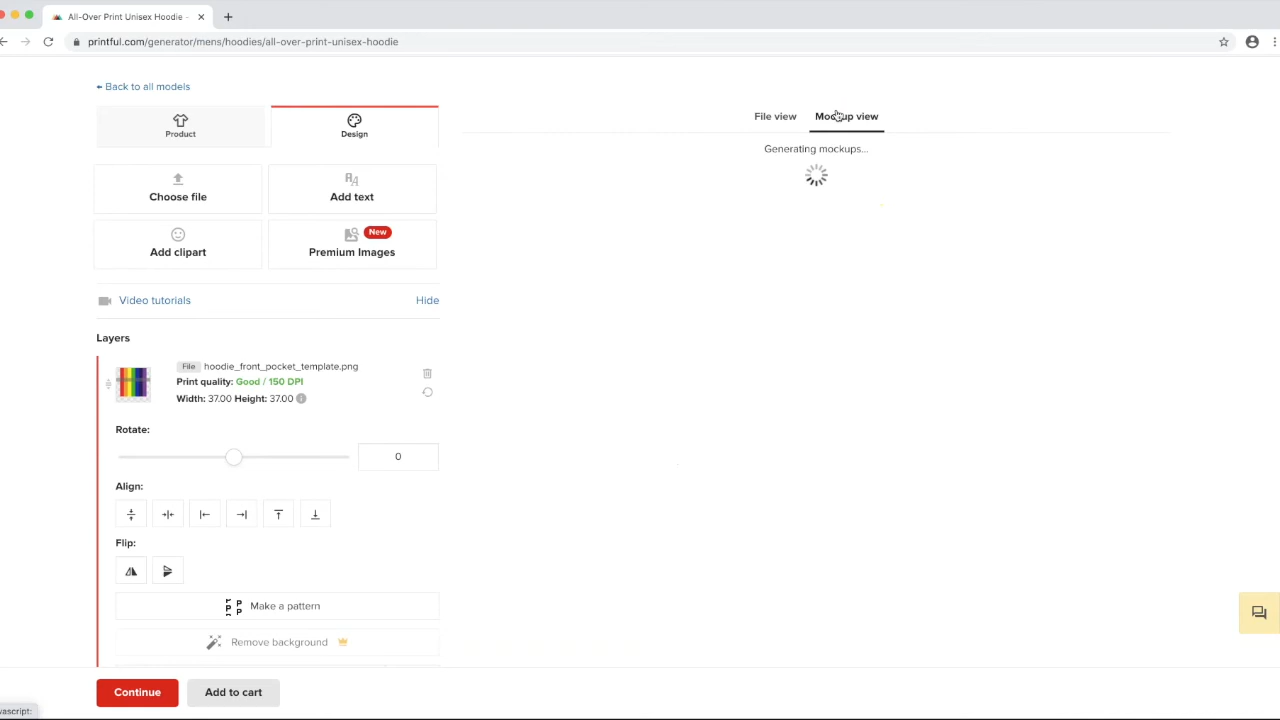 All-Over Print Unisex Hoodie -
printful.com/generator/mens/hoodies/all-over-print-unisex-hoodie
Back to all models
Product
Design
File view
Mockup view
Generating mockups...
Choose file
Add text
Add clipart
New
Premium Images
Video tutorials
Hide
Layers
File hoodie_front_pocket_template.png
Print quality: Good / 150 DPI
Width: 37.00 Height: 37.00
Rotate:
0
Align:
Flip:
Make a pattern
Remove background
Continue
Add to cart
vascript: